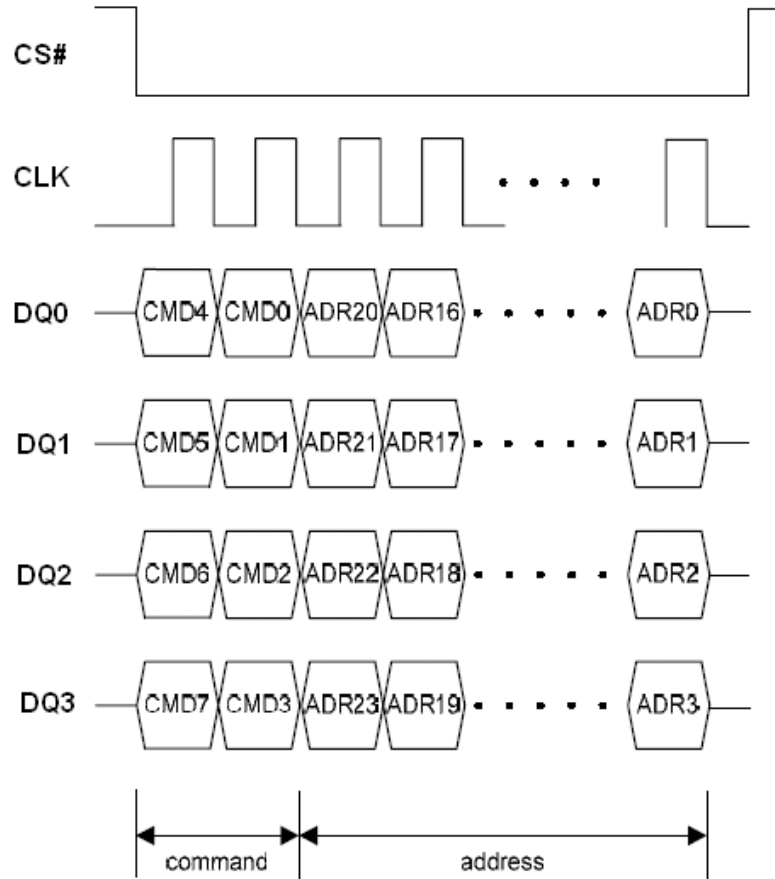 CS#
CLK
DQ0 CMD4 CMD0 ADR20 ADR16 ADR0
DQ1 CMD5 CMD1 ADR21 ADR17 ADR1
DQ2 CMD6 CMD2 ADR22 ADR18 ADR2
DQ3 CMD7 CMD3 ADR23 ADR19 ADR3
command address